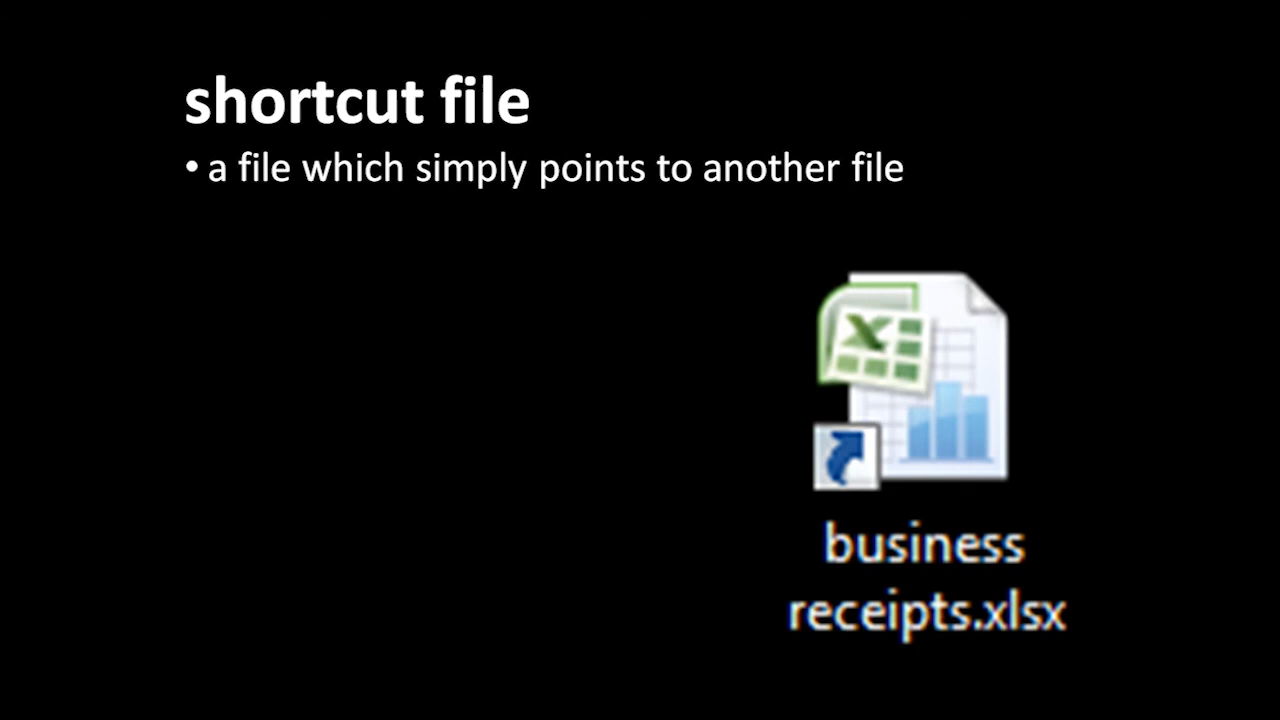 shortcut file
• a file which simply points to another file
business
receipts.xlsx